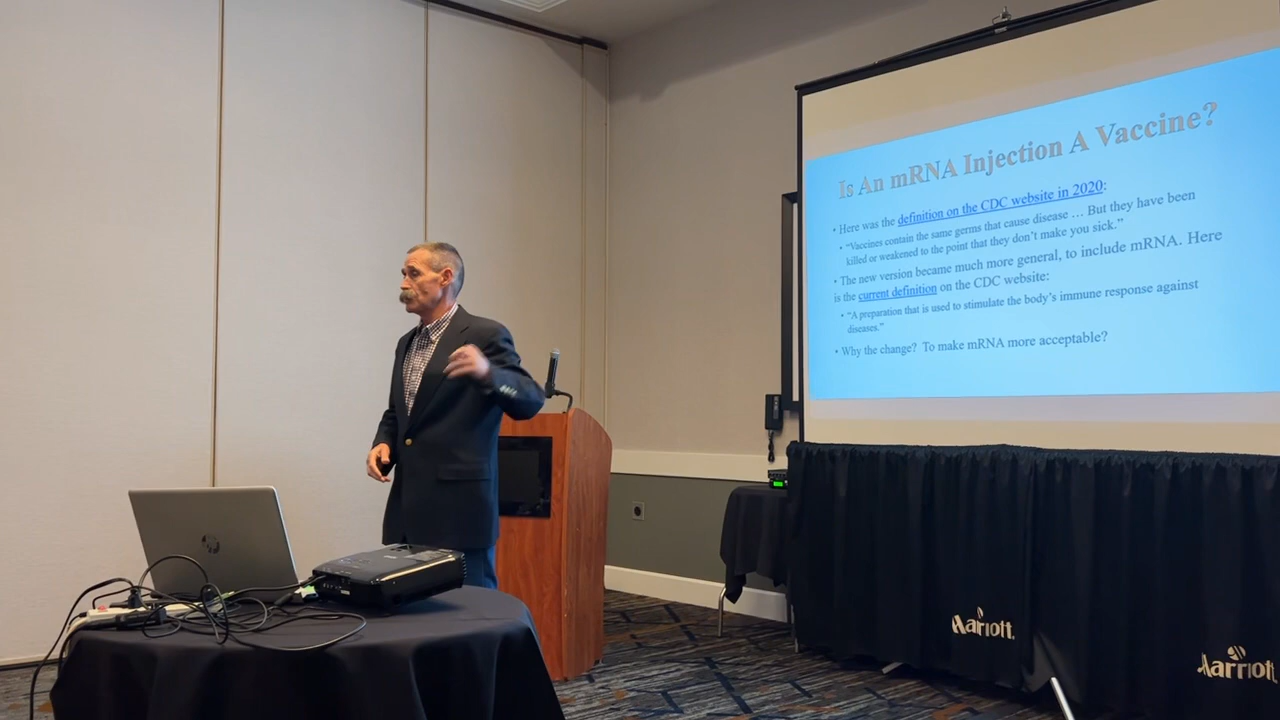 Is An mRNA Injection A Vaccine?
• Here was the definition on the CDC website in 2020:
• “Vaccines contain the same germs that cause disease … But they have been
killed or weakened to the point that they don’t make you sick.”
• The new version became much more general, to include mRNA. Here
is the current definition on the CDC website:
• “A preparation that is used to stimulate the body’s immune response against
diseases.”
• Why the change?  To make mRNA more acceptable?
hp
Marriott
Marriott